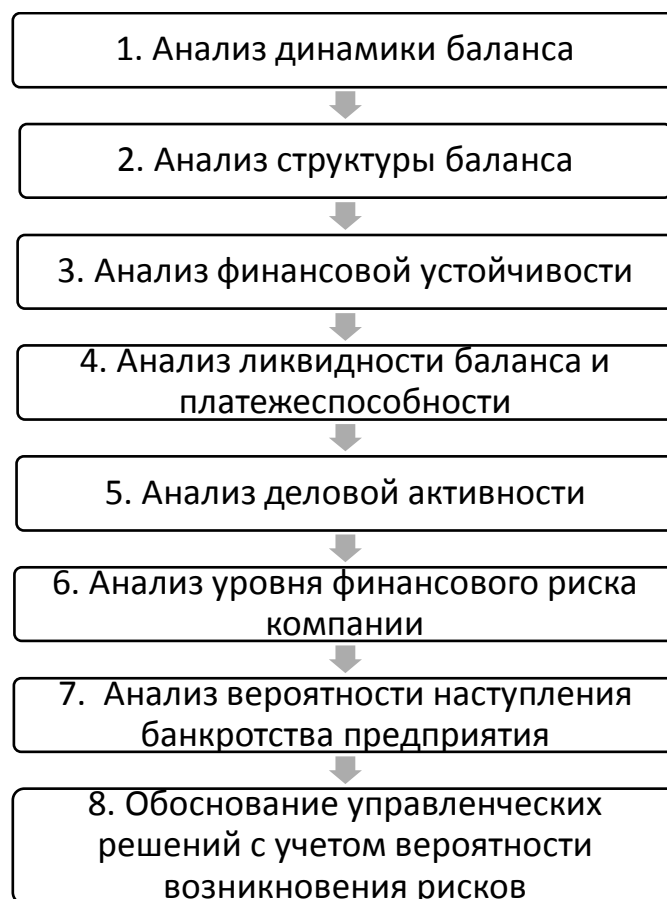 1. Анализ динамики баланса
2. Анализ структуры баланса
3. Анализ финансовой устойчивости
4. Анализ ликвидности баланса и
платежеспособности
5. Анализ деловой активности
6. Анализ уровня финансового риска
компании
7. Анализ вероятности наступления
банкротства предприятия
8. Обоснование управленческих
решений с учетом вероятности
возникновения рисков